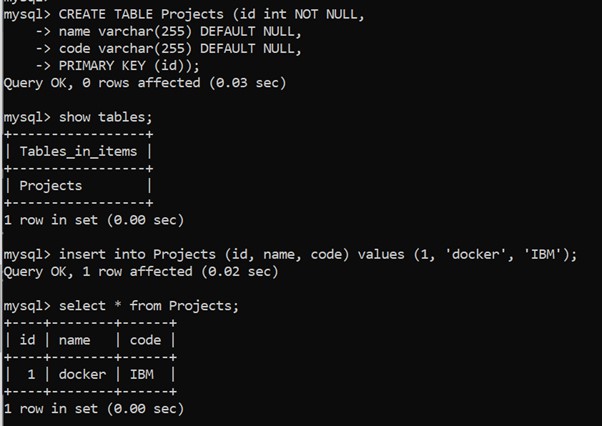 mysql>
mysql> CREATE TABLE Projects (id int NOT NULL,
    -> name varchar(255) DEFAULT NULL,
    -> code varchar(255) DEFAULT NULL,
    -> PRIMARY KEY (id));
Query OK, 0 rows affected (0.03 sec)

mysql> show tables;
+-----------------+
| Tables_in_items |
+-----------------+
| Projects        |
+-----------------+
1 row in set (0.00 sec)

mysql> insert into Projects (id, name, code) values (1, 'docker', 'IBM');
Query OK, 1 row affected (0.02 sec)

mysql> select * from Projects;
+----+--------+------+
| id | name   | code |
+----+--------+------+
|  1 | docker | IBM  |
+----+--------+------+
1 row in set (0.00 sec)